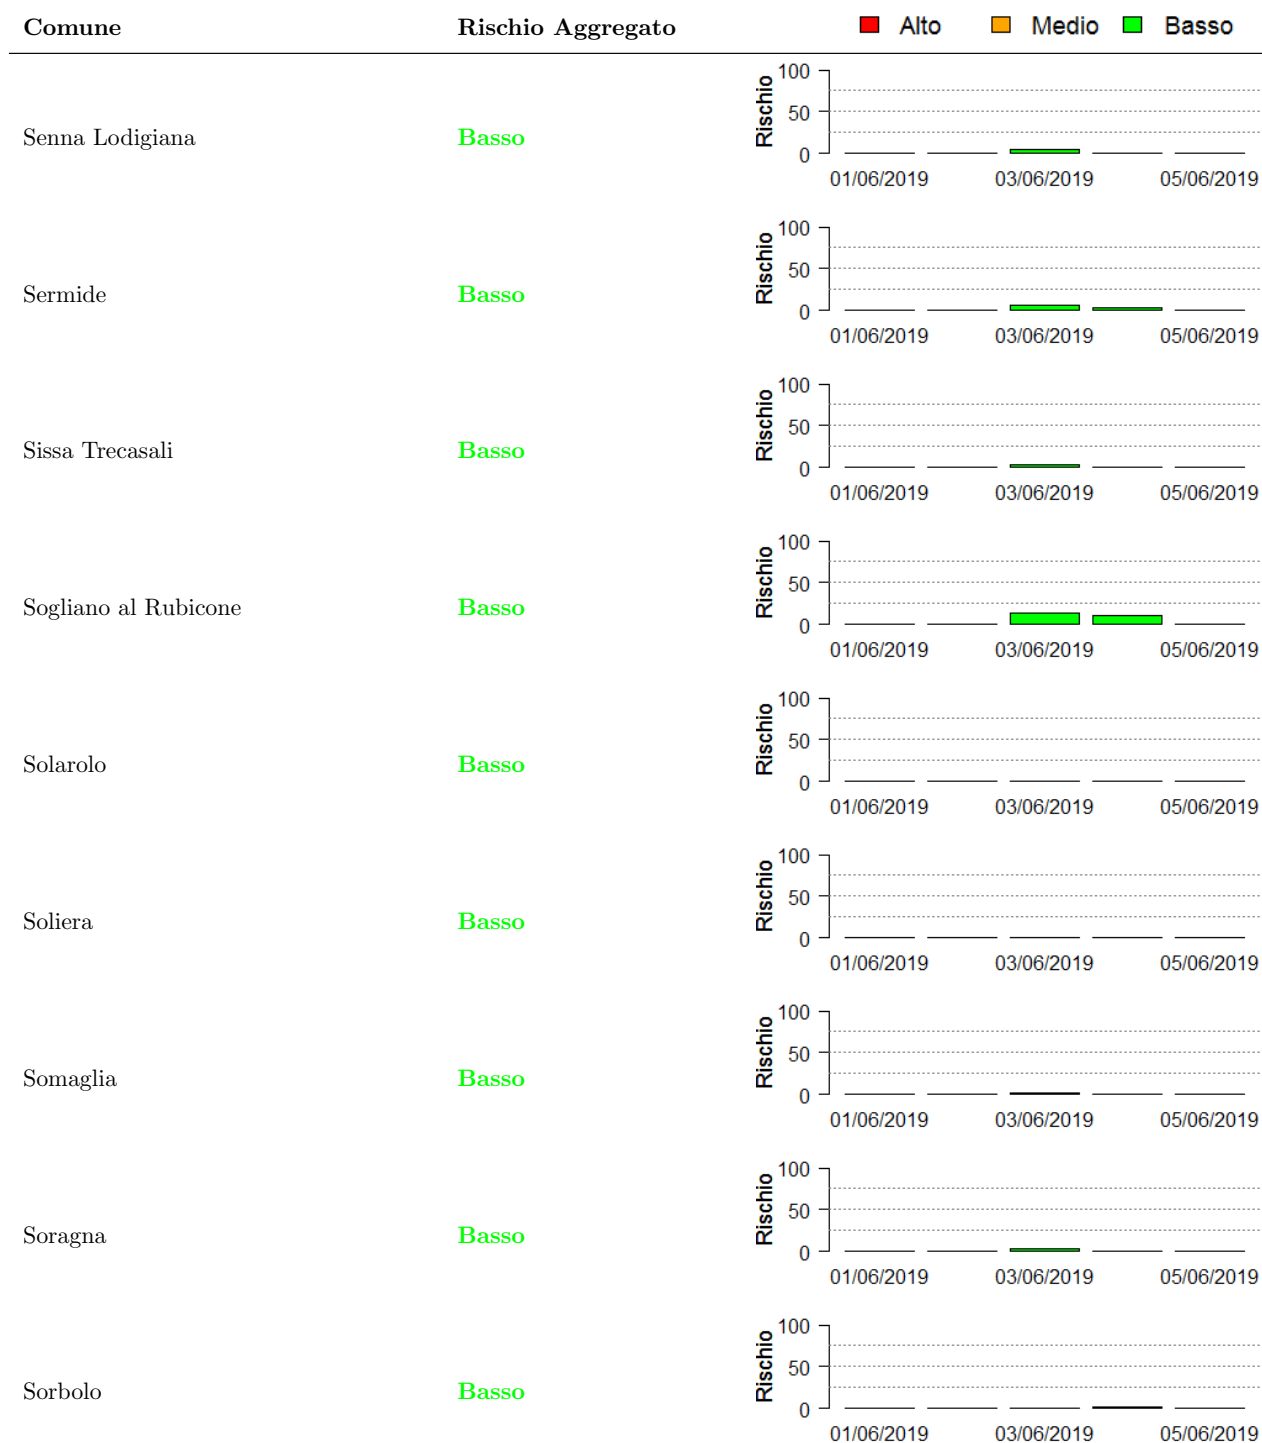 Comune Rischio Aggregato Alto Medio Basso
100
Rischio
50
Senna Lodigiana Basso
0
01/06/2019 03/06/2019 05/06/2019
100
Rischio
50
Sermide Basso
0
01/06/2019 03/06/2019 05/06/2019
100
Rischio
50
Sissa Trecasali Basso
0
01/06/2019 03/06/2019 05/06/2019
100
Rischio
50
Sogliano al Rubicone Basso
0
01/06/2019 03/06/2019 05/06/2019
100
Rischio
50
Solarolo Basso
0
01/06/2019 03/06/2019 05/06/2019
100
Rischio
50
Soliera Basso
0
01/06/2019 03/06/2019 05/06/2019
100
Rischio
50
Somaglia Basso
0
01/06/2019 03/06/2019 05/06/2019
100
Rischio
50
Soragna Basso
0
01/06/2019 03/06/2019 05/06/2019
100
Rischio
50
Sorbolo Basso
0
01/06/2019 03/06/2019 05/06/2019